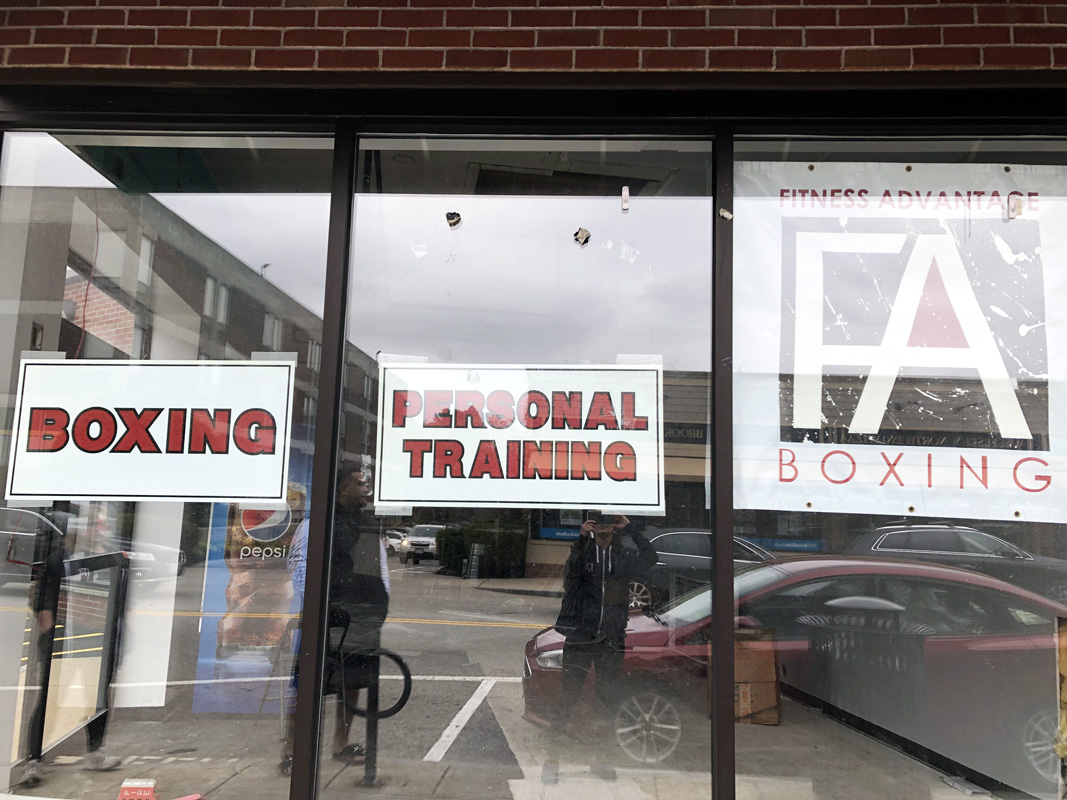 BOXING
PERSONAL
TRAINING
FITNESS ADVANTAGE
FA
BOXING
pepsi